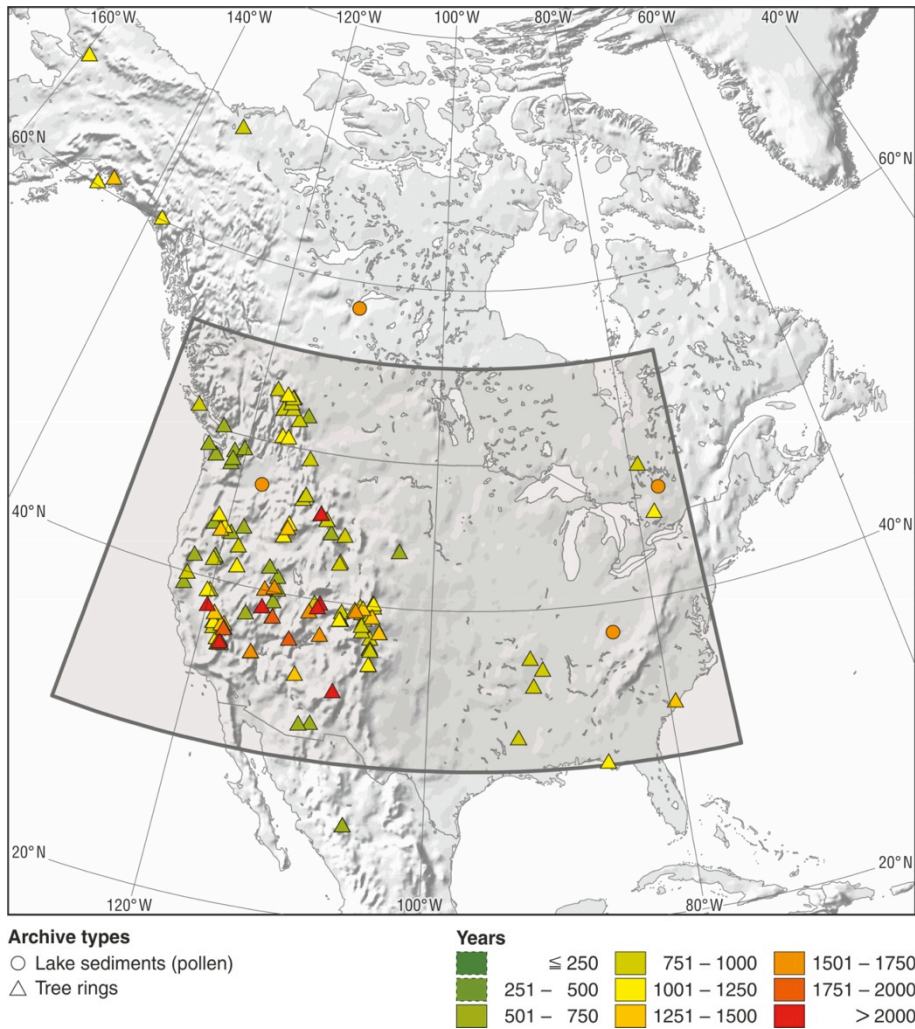 160°W 140°W 120°W 100°W 80°W 60°W 40°W
60°N 60°N
40°N 40°N
20°N 20°N
120°W 100°W 80°W
Archive types
Lake sediments (pollen)
Tree rings
Years
≦ 250 751 – 1000 1501 – 1750
251 – 500 1001 – 1250 1751 – 2000
501 – 750 1251 – 1500 > 2000